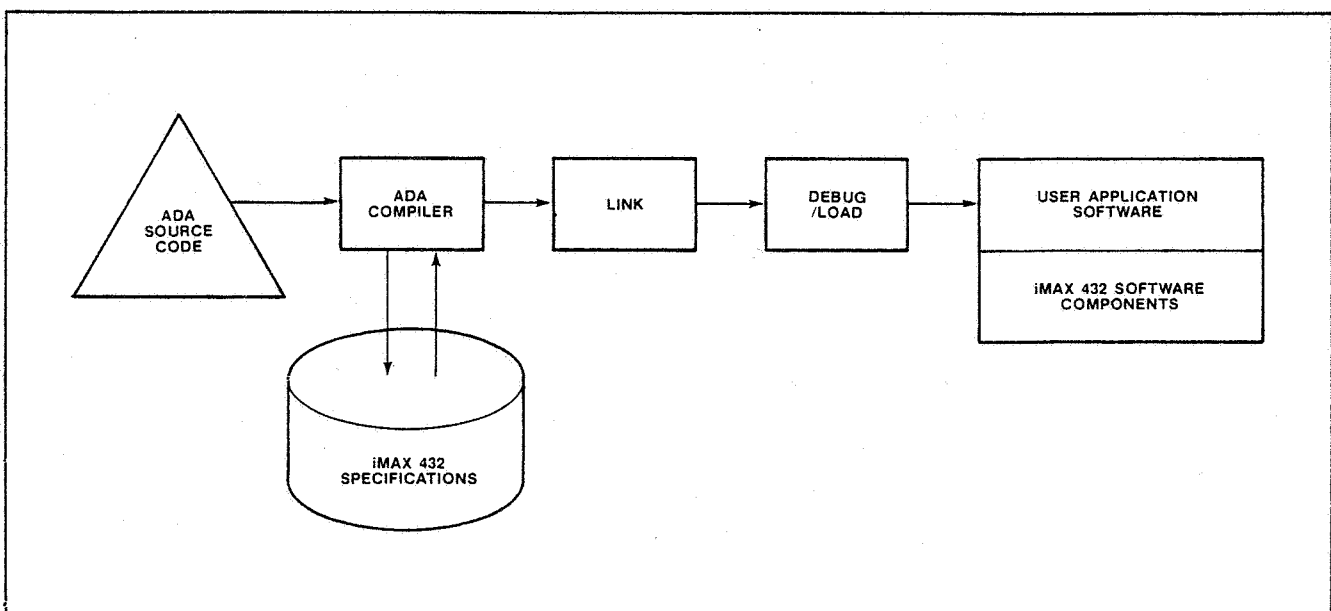 ADA
SOURCE
CODE
ADA
COMPILER
LINK
DEBUG
/LOAD
USER APPLICATION
SOFTWARE
iMAX 432 SOFTWARE
COMPONENTS
iMAX 432
SPECIFICATIONS